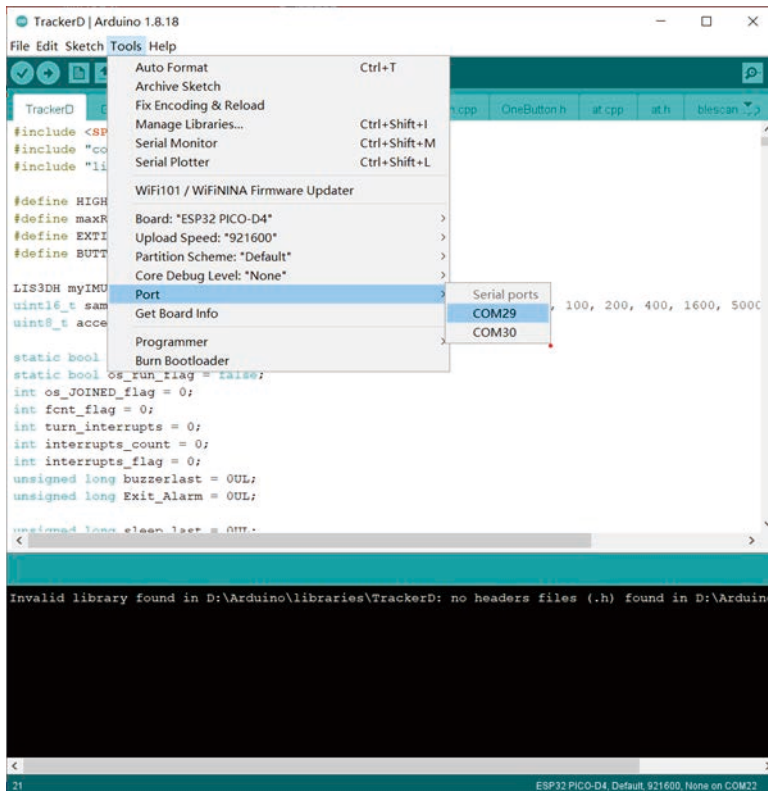 TrackerD | Arduino 1.8.18
File Edit Sketch Tools Help
Auto Format Ctrl+T
Archive Sketch
Fix Encoding & Reload
Manage Libraries... Ctrl+Shift+I
Serial Monitor Ctrl+Shift+M
Serial Plotter Ctrl+Shift+L
WiFi101 / WiFiNINA Firmware Updater
Board: "ESP32 PICO-D4"
Upload Speed: "921600"
Partition Scheme: "Default"
Core Debug Level: "None"
Port
Get Board Info
Programmer
Burn Bootloader
Serial ports
COM29
COM30
TrackerD OneButton.h at.cpp at.h
#include <SP
#include "co
#include "li
#define HIGH
#define maxR
#define EXTI
#define BUTT
LIS3DH myIMU
uint16_t sam , 100, 200, 400, 1600, 5000
uint8_t acce
static bool
static bool os_run_flag = false;
int os_JOINED_flag = 0;
int fcnt_flag = 0;
int turn_interrupts = 0;
int interrupts_count = 0;
int interrupts_flag = 0;
unsigned long buzzerlast = 0UL;
unsigned long Exit_Alarm = 0UL;
unsigned long sleep_last = 0UL;
Invalid library found in D:\Arduino\libraries\TrackerD: no headers files (.h) found in D:\Arduin
21 ESP32 PICO-D4, Default, 921600, None on COM22